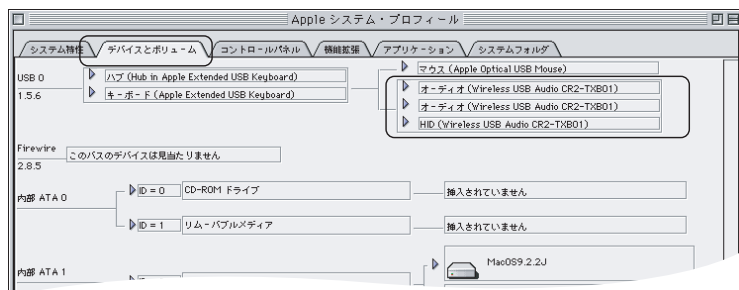 Apple システム・プロフィール
システム特性 デバイスとボリューム コントロールパネル 機能拡張 アプリケーション システムフォルダ
USB 0
1.5.6
ハブ (Hub in Apple Extended USB Keyboard)
キーボード (Apple Extended USB Keyboard)
マウス (Apple Optical USB Mouse)
オーディオ (Wireless USB Audio CR2-TXB01)
オーディオ (Wireless USB Audio CR2-TXB01)
HID (Wireless USB Audio CR2-TXB01)
Firewire
2.8.5
このバスのデバイスは見当たりません
内部 ATA 0
ID = 0 CD-ROM ドライブ 挿入されていません
ID = 1 リムーバブルメディア 挿入されていません
内部 ATA 1
MacOS9.2.2J